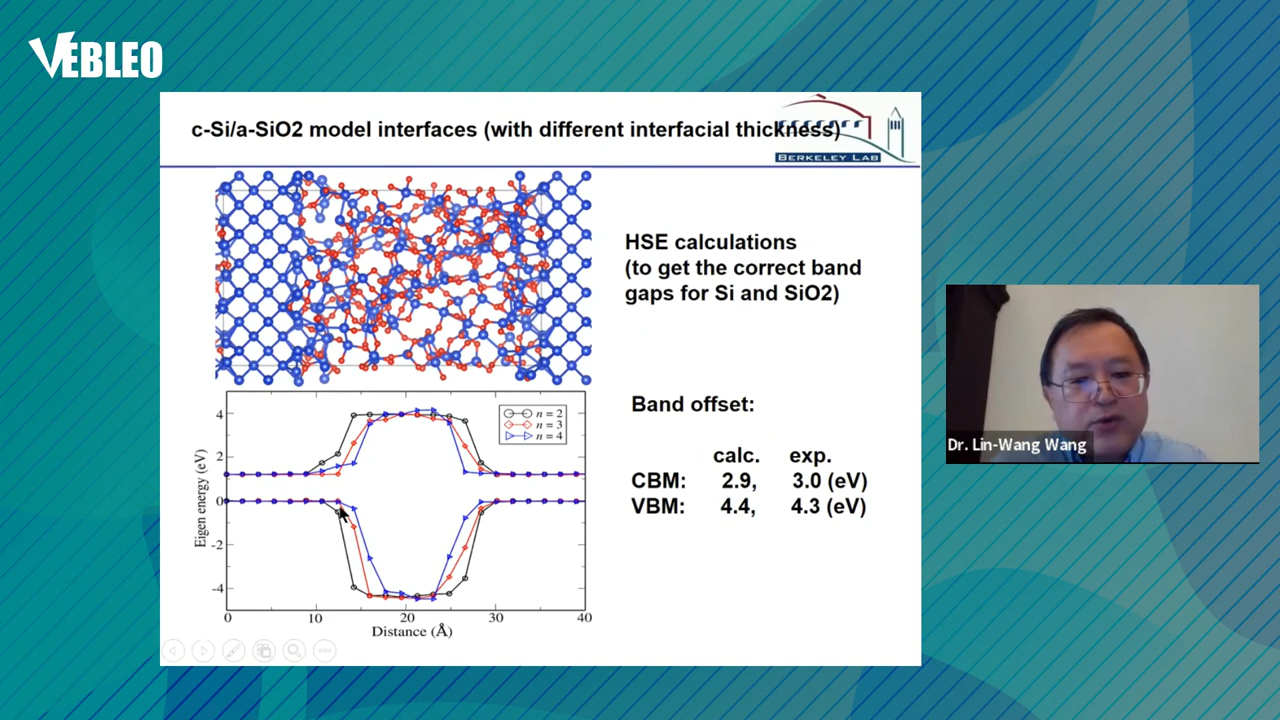 VEBLEO
c-Si/a-SiO2 model interfaces (with different interfacial thickness)
BERKELEY LAB
HSE calculations
(to get the correct band
gaps for Si and SiO2)
Band offset:
calc. exp.
CBM: 2.9, 3.0 (eV)
VBM: 4.4, 4.3 (eV)
Eigen energy (eV)
4
2
0
-2
-4
n = 2
n = 3
n = 4
0 10 20 30 40
Distance (Å)
Dr. Lin-Wang Wang